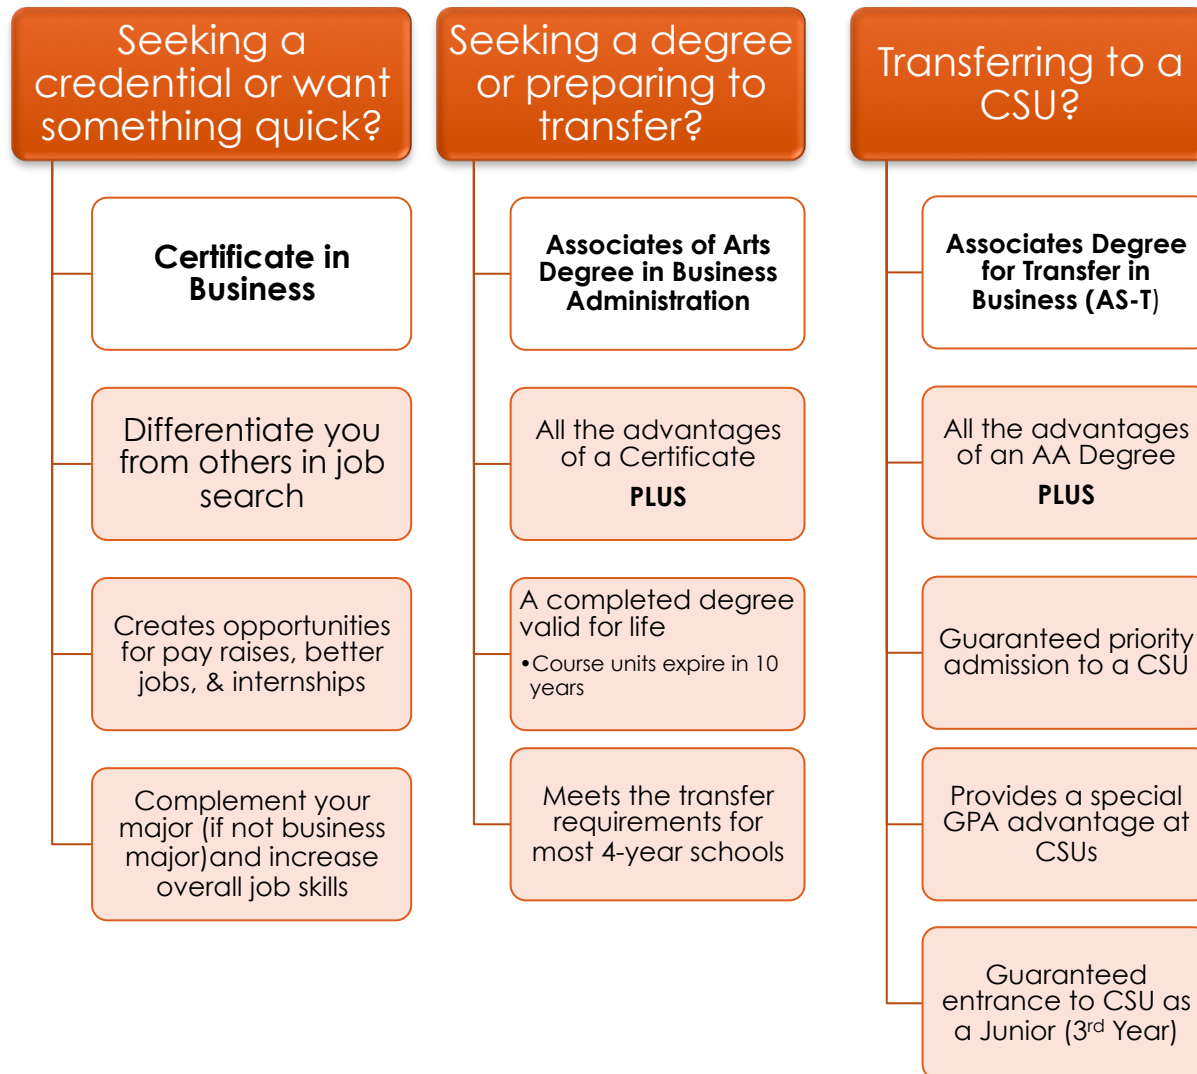 Seeking a
credential or want
something quick?
Certificate in
Business
Differentiate you
from others in job
search
Creates opportunities
for pay raises, better
jobs, & internships
Complement your
major (if not business
major)and increase
overall job skills
Seeking a degree
or preparing to
transfer?
Associates of Arts
Degree in Business
Administration
All the advantages
of a Certificate
PLUS
A completed degree
valid for life
•Course units expire in 10
years
Meets the transfer
requirements for
most 4-year schools
Transferring to a
CSU?
Associates Degree
for Transfer in
Business (AS-T)
All the advantages
of an AA Degree
PLUS
Guaranteed priority
admission to a CSU
Provides a special
GPA advantage at
CSUs
Guaranteed
entrance to CSU as
a Junior (3rd Year)